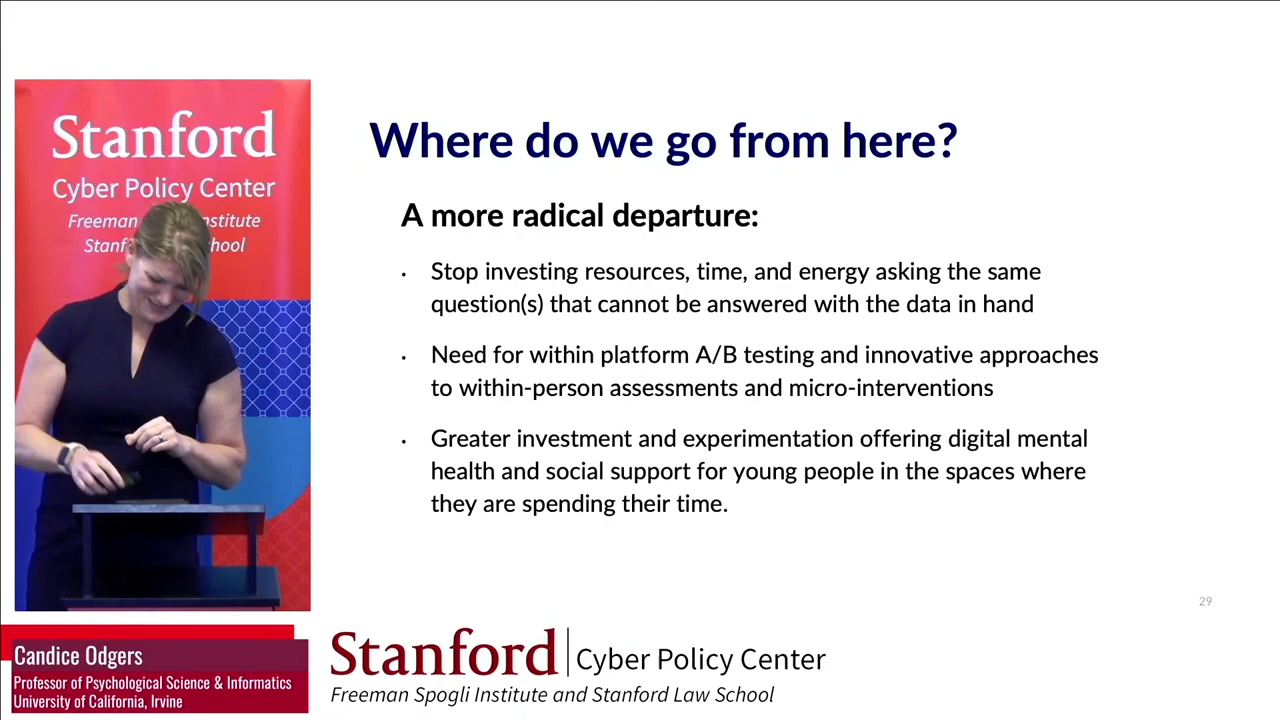 Stanford
Cyber Policy Center
Freeman
nstitute
Stanf
hool
Where do we go from here?
A more radical departure:
• Stop investing resources, time, and energy asking the same
question(s) that cannot be answered with the data in hand
• Need for within platform A/B testing and innovative approaches
to within-person assessments and micro-interventions
• Greater investment and experimentation offering digital mental
health and social support for young people in the spaces where
they are spending their time.
29
Candice Odgers
Professor of Psychological Science & Informatics
University of California, Irvine
Stanford | Cyber Policy Center
Freeman Spogli Institute and Stanford Law School